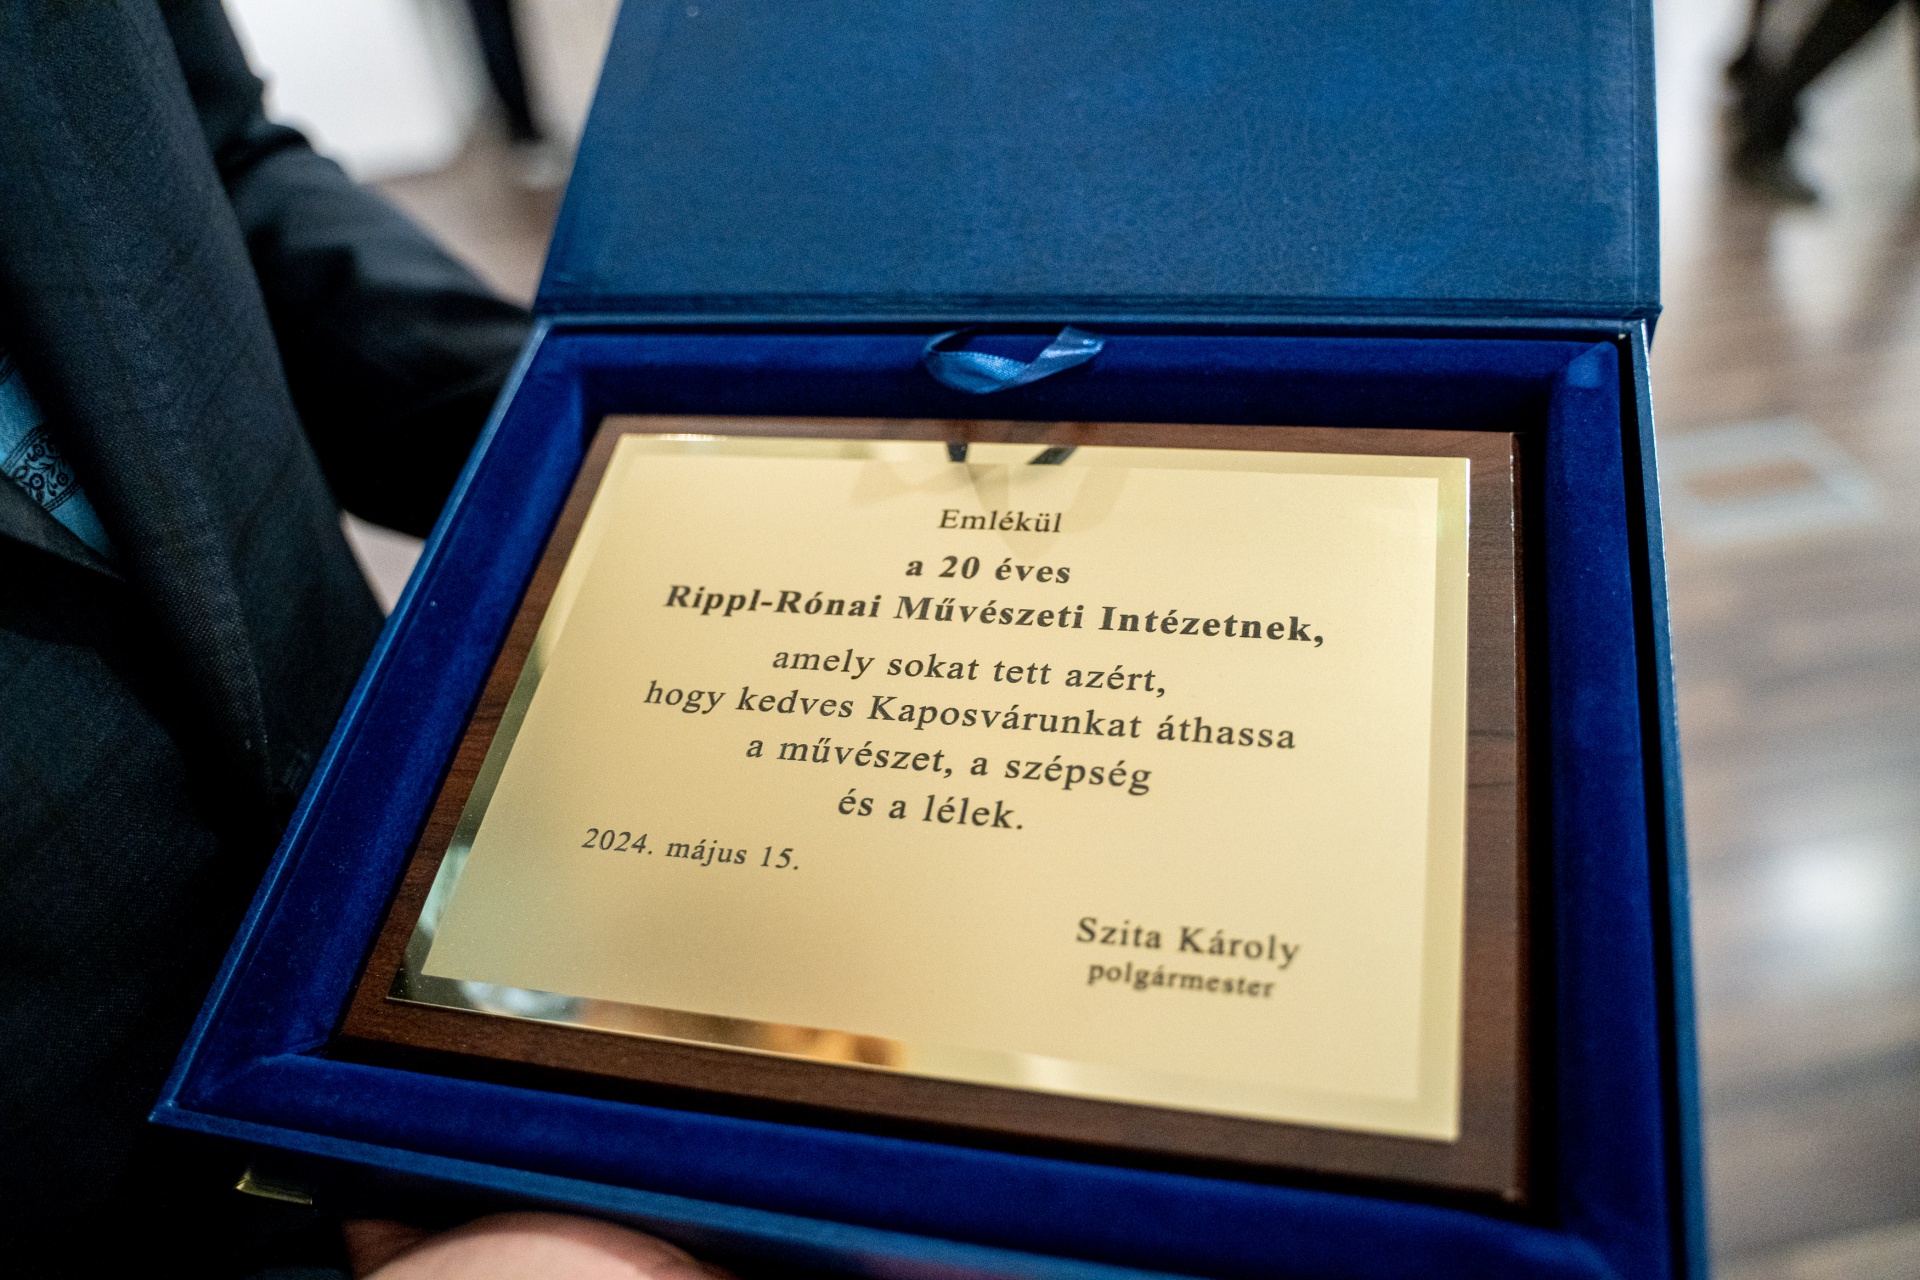 Emlékül
a 20 éves
Rippl-Rónai Művészeti Intézetnek,
amely sokat tett azért,
hogy kedves Kaposvárunkat áthassa
a művészet, a szépség
és a lélek.
2024. május 15.
Szita Károly
polgármester